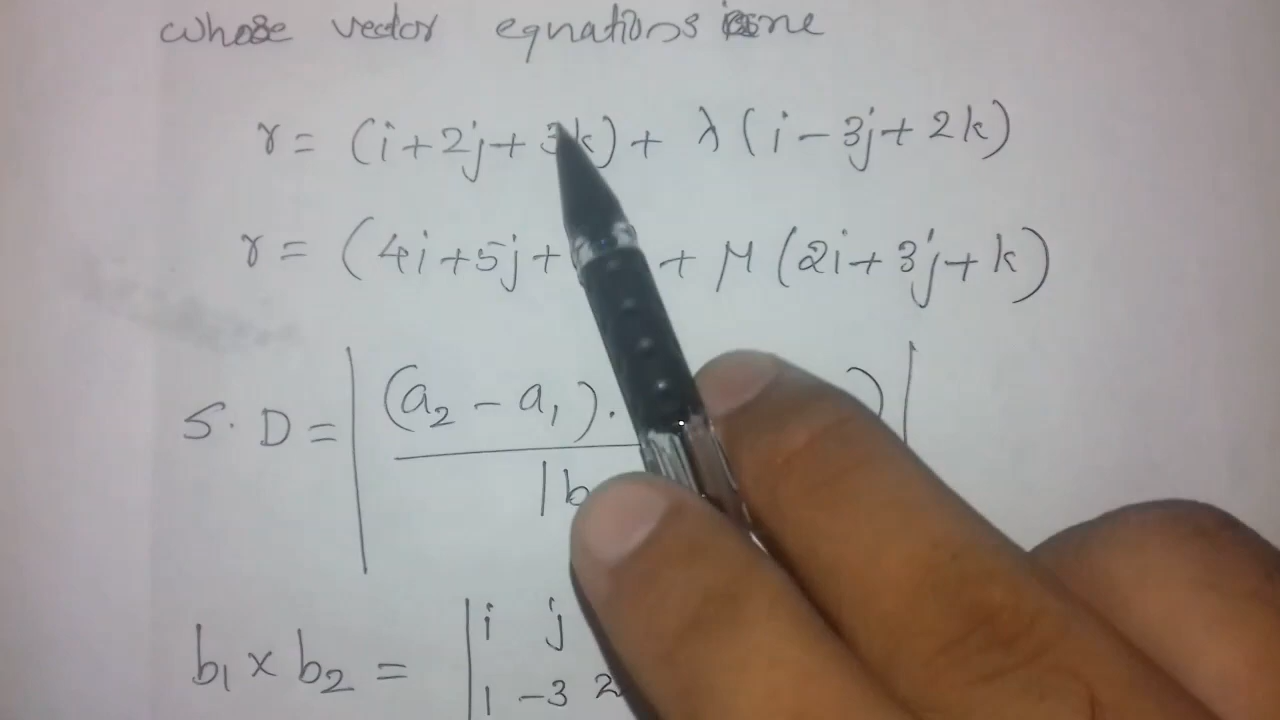 whose vector equations are
r = (i + 2j + 3k) + λ (i - 3j + 2k)
r = (4i + 5j + + μ (2i + 3j + k)
S. D = | (a₂ - a₁) . ) |
| b
b₁ × b₂ = | i j
1 -3 2